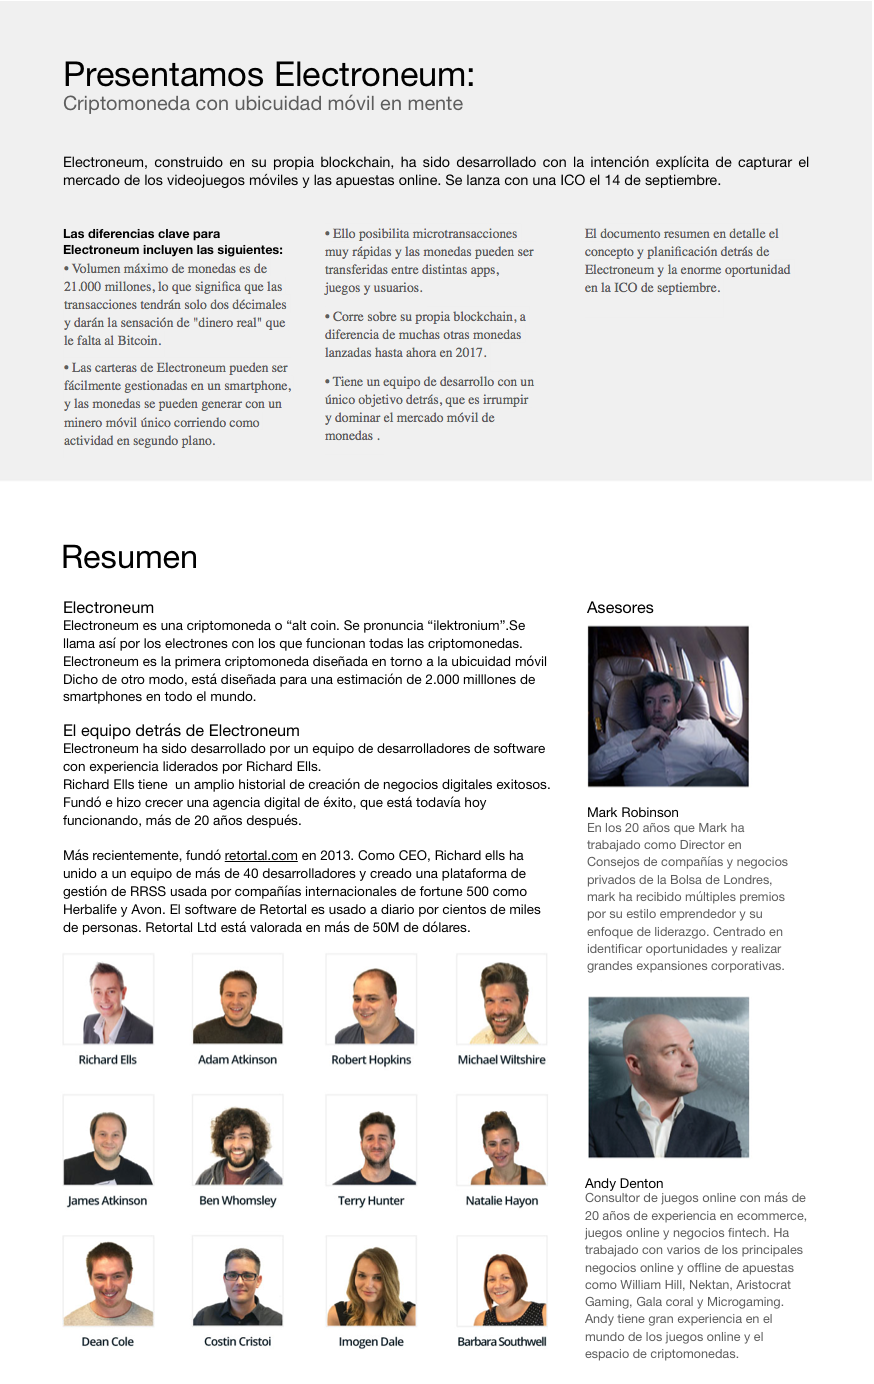 Presentamos Electroneum:
Criptomoneda con ubicuidad móvil en mente
Electroneum, construido en su propia blockchain, ha sido desarrollado con la intención explícita de capturar el
mercado de los videojuegos móviles y las apuestas online. Se lanza con una ICO el 14 de septiembre.
Las diferencias clave para
Electroneum incluyen las siguientes:
• Volumen máximo de monedas es de
21.000 millones, lo que significa que las
transacciones tendrán solo dos décimales
y darán la sensación de "dinero real" que
le falta al Bitcoin.
• Las carteras de Electroneum pueden ser
fácilmente gestionadas en un smartphone,
y las monedas se pueden generar con un
minero móvil único corriendo como
actividad en segundo plano.
• Ello posibilita microtransacciones
muy rápidas y las monedas pueden ser
transferidas entre distintas apps,
juegos y usuarios.
• Corre sobre su propia blockchain, a
diferencia de muchas otras monedas
lanzadas hasta ahora en 2017.
• Tiene un equipo de desarrollo con un
único objetivo detrás, que es irrumpir
y dominar el mercado móvil de
monedas .
El documento resumen en detalle el
concepto y planificación detrás de
Electroneum y la enorme oportunidad
en la ICO de septiembre.
Resumen
Electroneum
Electroneum es una criptomoneda o “alt coin. Se pronuncia “ilektronium”.Se
llama así por los electrones con los que funcionan todas las criptomonedas.
Electroneum es la primera criptomoneda diseñada en torno a la ubicuidad móvil
Dicho de otro modo, está diseñada para una estimación de 2.000 milllones de
smartphones en todo el mundo.
El equipo detrás de Electroneum
Electroneum ha sido desarrollado por un equipo de desarrolladores de software
con experiencia liderados por Richard Ells.
Richard Ells tiene  un amplio historial de creación de negocios digitales exitosos.
Fundó e hizo crecer una agencia digital de éxito, que está todavía hoy
funcionando, más de 20 años después.
Más recientemente, fundó retortal.com en 2013. Como CEO, Richard ells ha
unido a un equipo de más de 40 desarrolladores y creado una plataforma de
gestión de RRSS usada por compañías internacionales de fortune 500 como
Herbalife y Avon. El software de Retortal es usado a diario por cientos de miles
de personas. Retortal Ltd está valorada en más de 50M de dólares.
Richard Ells
Adam Atkinson
Robert Hopkins
Michael Wiltshire
James Atkinson
Ben Whomsley
Terry Hunter
Natalie Hayon
Dean Cole
Costin Cristoi
Imogen Dale
Barbara Southwell
Asesores
Mark Robinson
En los 20 años que Mark ha
trabajado como Director en
Consejos de compañías y negocios
privados de la Bolsa de Londres,
mark ha recibido múltiples premios
por su estilo emprendedor y su
enfoque de liderazgo. Centrado en
identificar oportunidades y realizar
grandes expansiones corporativas.
Andy Denton
Consultor de juegos online con más de
20 años de experiencia en ecommerce,
juegos online y negocios fintech. Ha
trabajado con varios de los principales
negocios online y offline de apuestas
como William Hill, Nektan, Aristocrat
Gaming, Gala coral y Microgaming.
Andy tiene gran experiencia en el
mundo de los juegos online y el
espacio de criptomonedas.